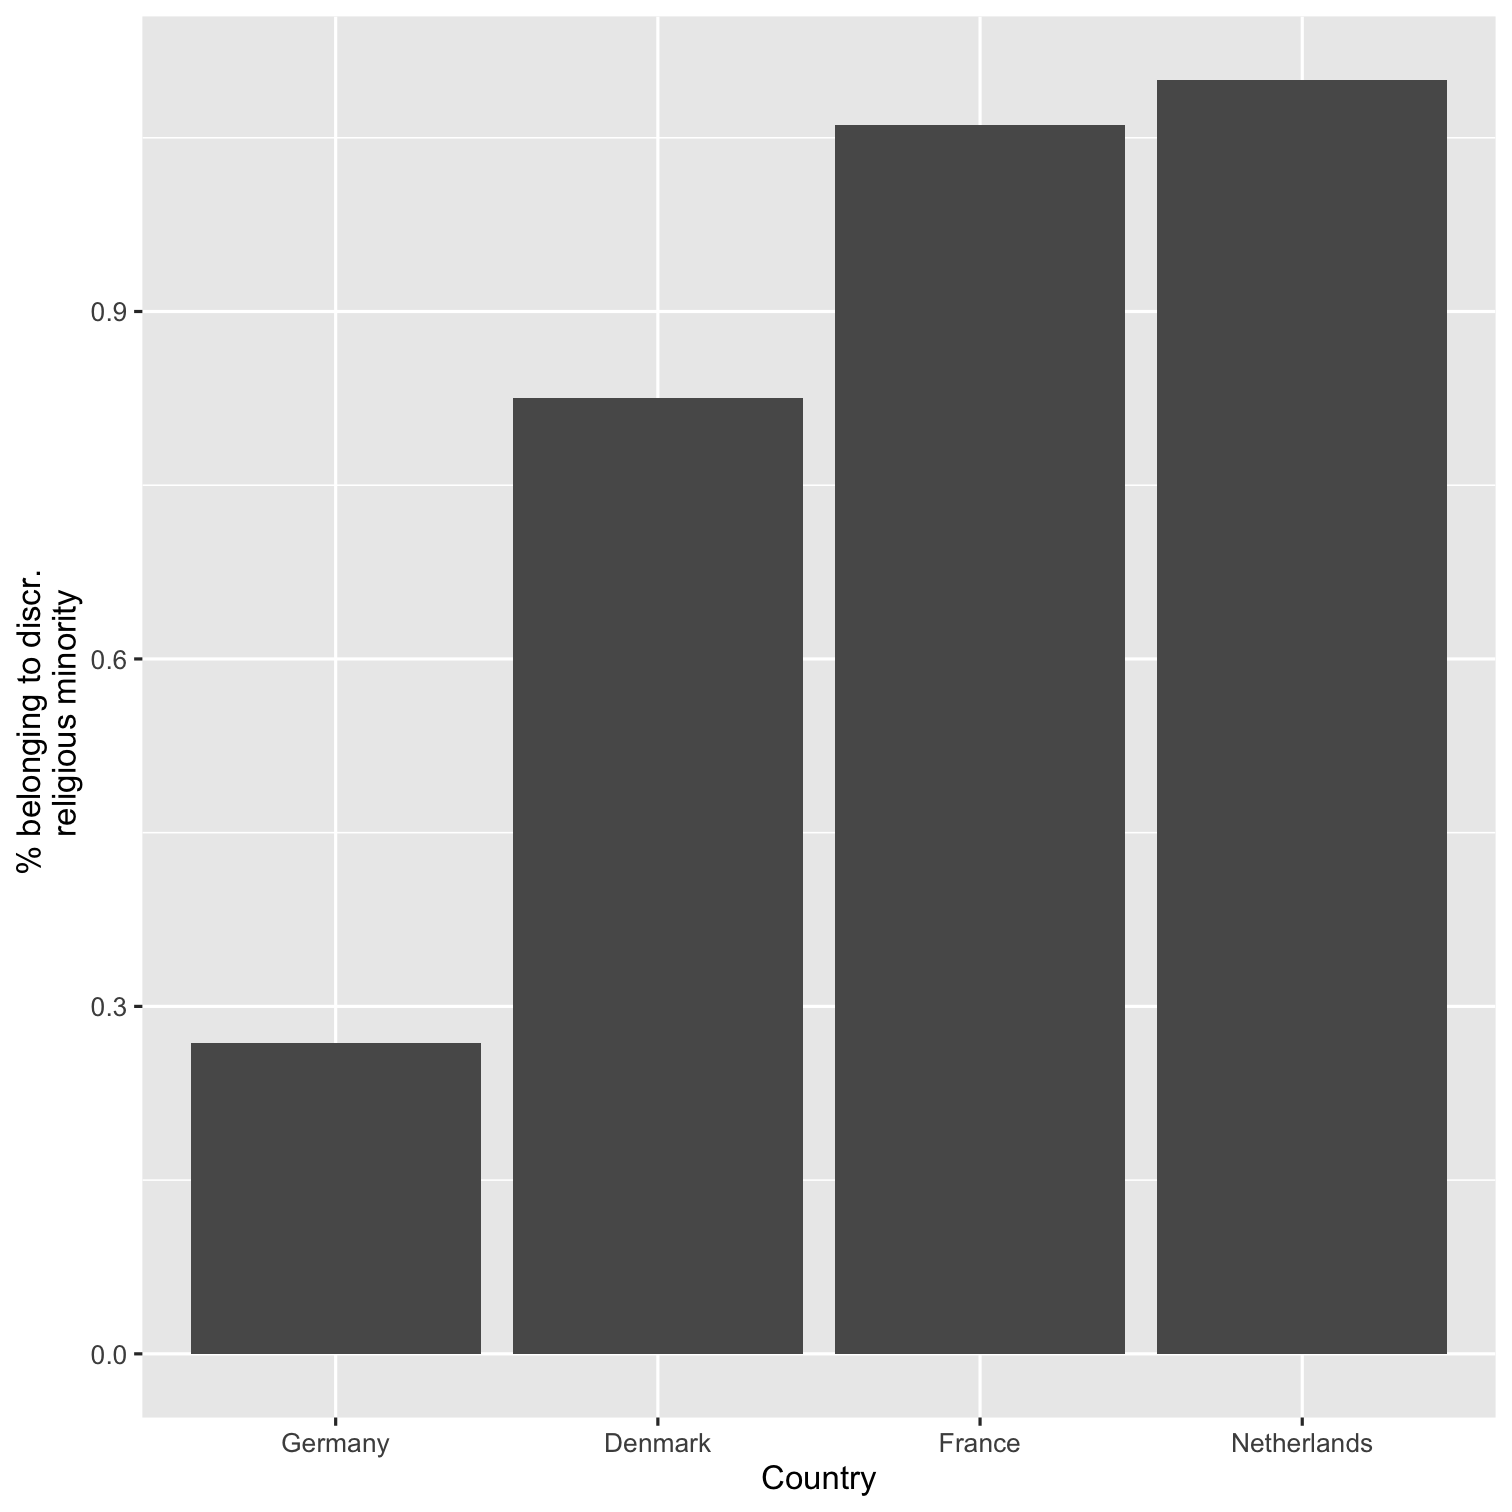 % belonging to discr.
religious minority
0.9
0.6
0.3
0.0
Germany
Denmark
France
Netherlands
Country